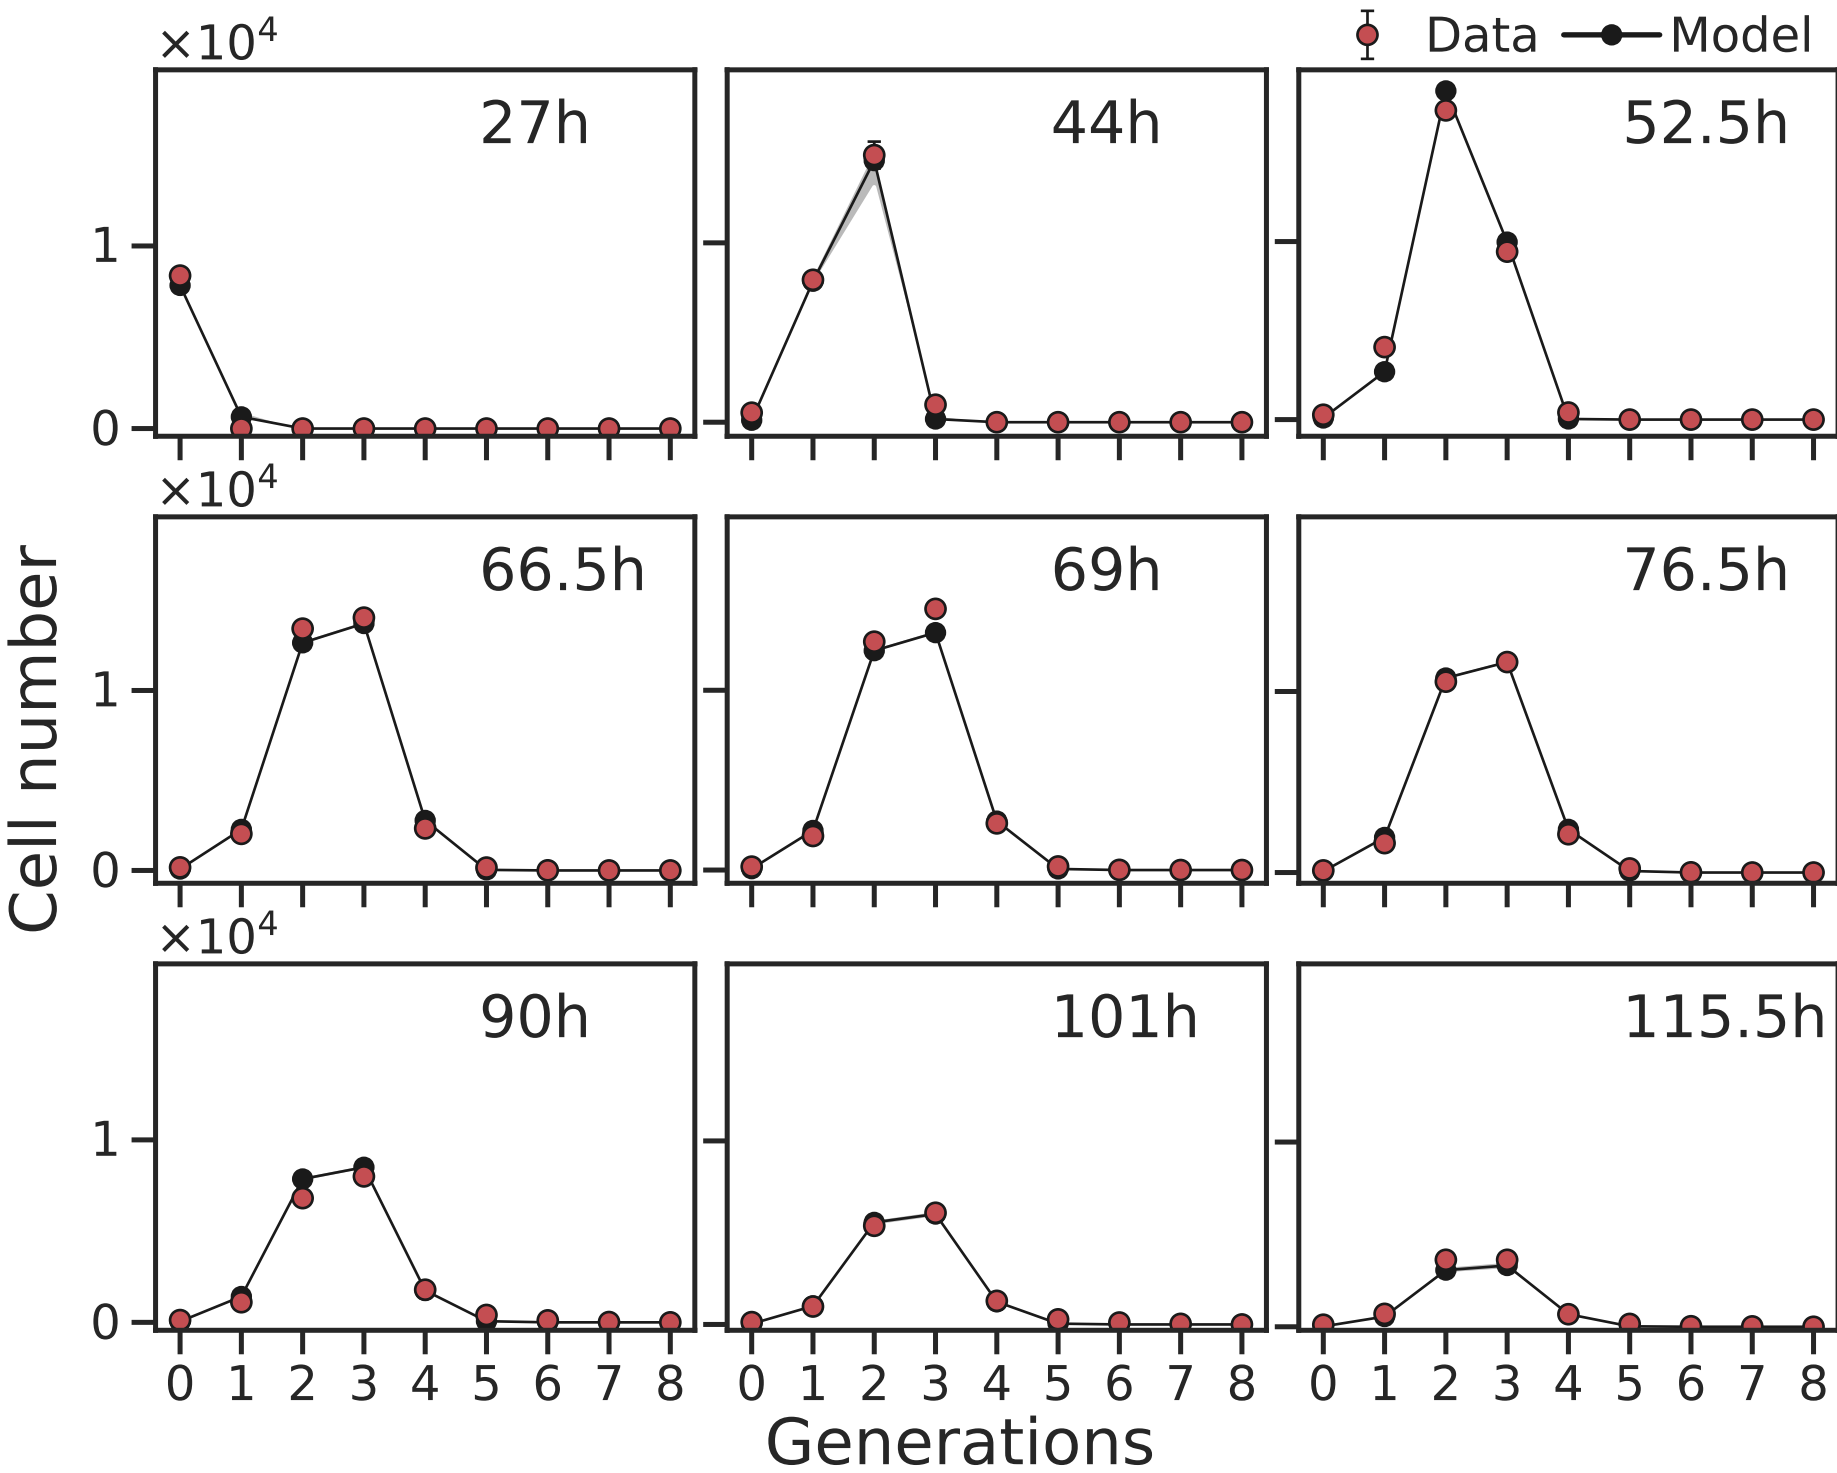 ×10⁴
Data Model
27h
44h
52.5h
1
0
×10⁴
66.5h
69h
76.5h
1
0
Cell number
×10⁴
90h
101h
115.5h
1
0
0 1 2 3 4 5 6 7 8
0 1 2 3 4 5 6 7 8
0 1 2 3 4 5 6 7 8
Generations